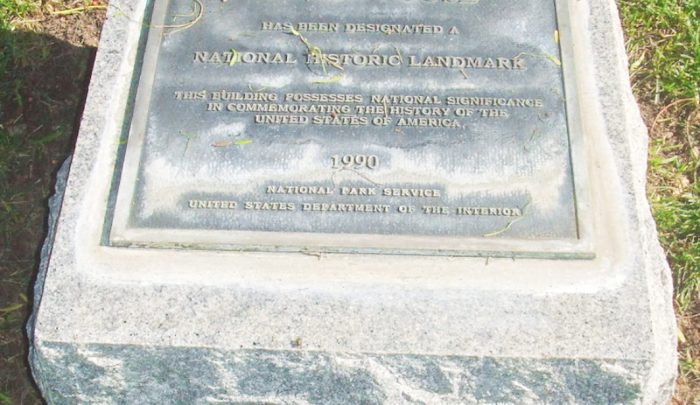 HAS BEEN DESIGNATED A
NATIONAL HISTORIC LANDMARK
THIS BUILDING POSSESSES NATIONAL SIGNIFICANCE
IN COMMEMORATING THE HISTORY OF THE
UNITED STATES OF AMERICA.
1990
NATIONAL PARK SERVICE
UNITED STATES DEPARTMENT OF THE INTERIOR